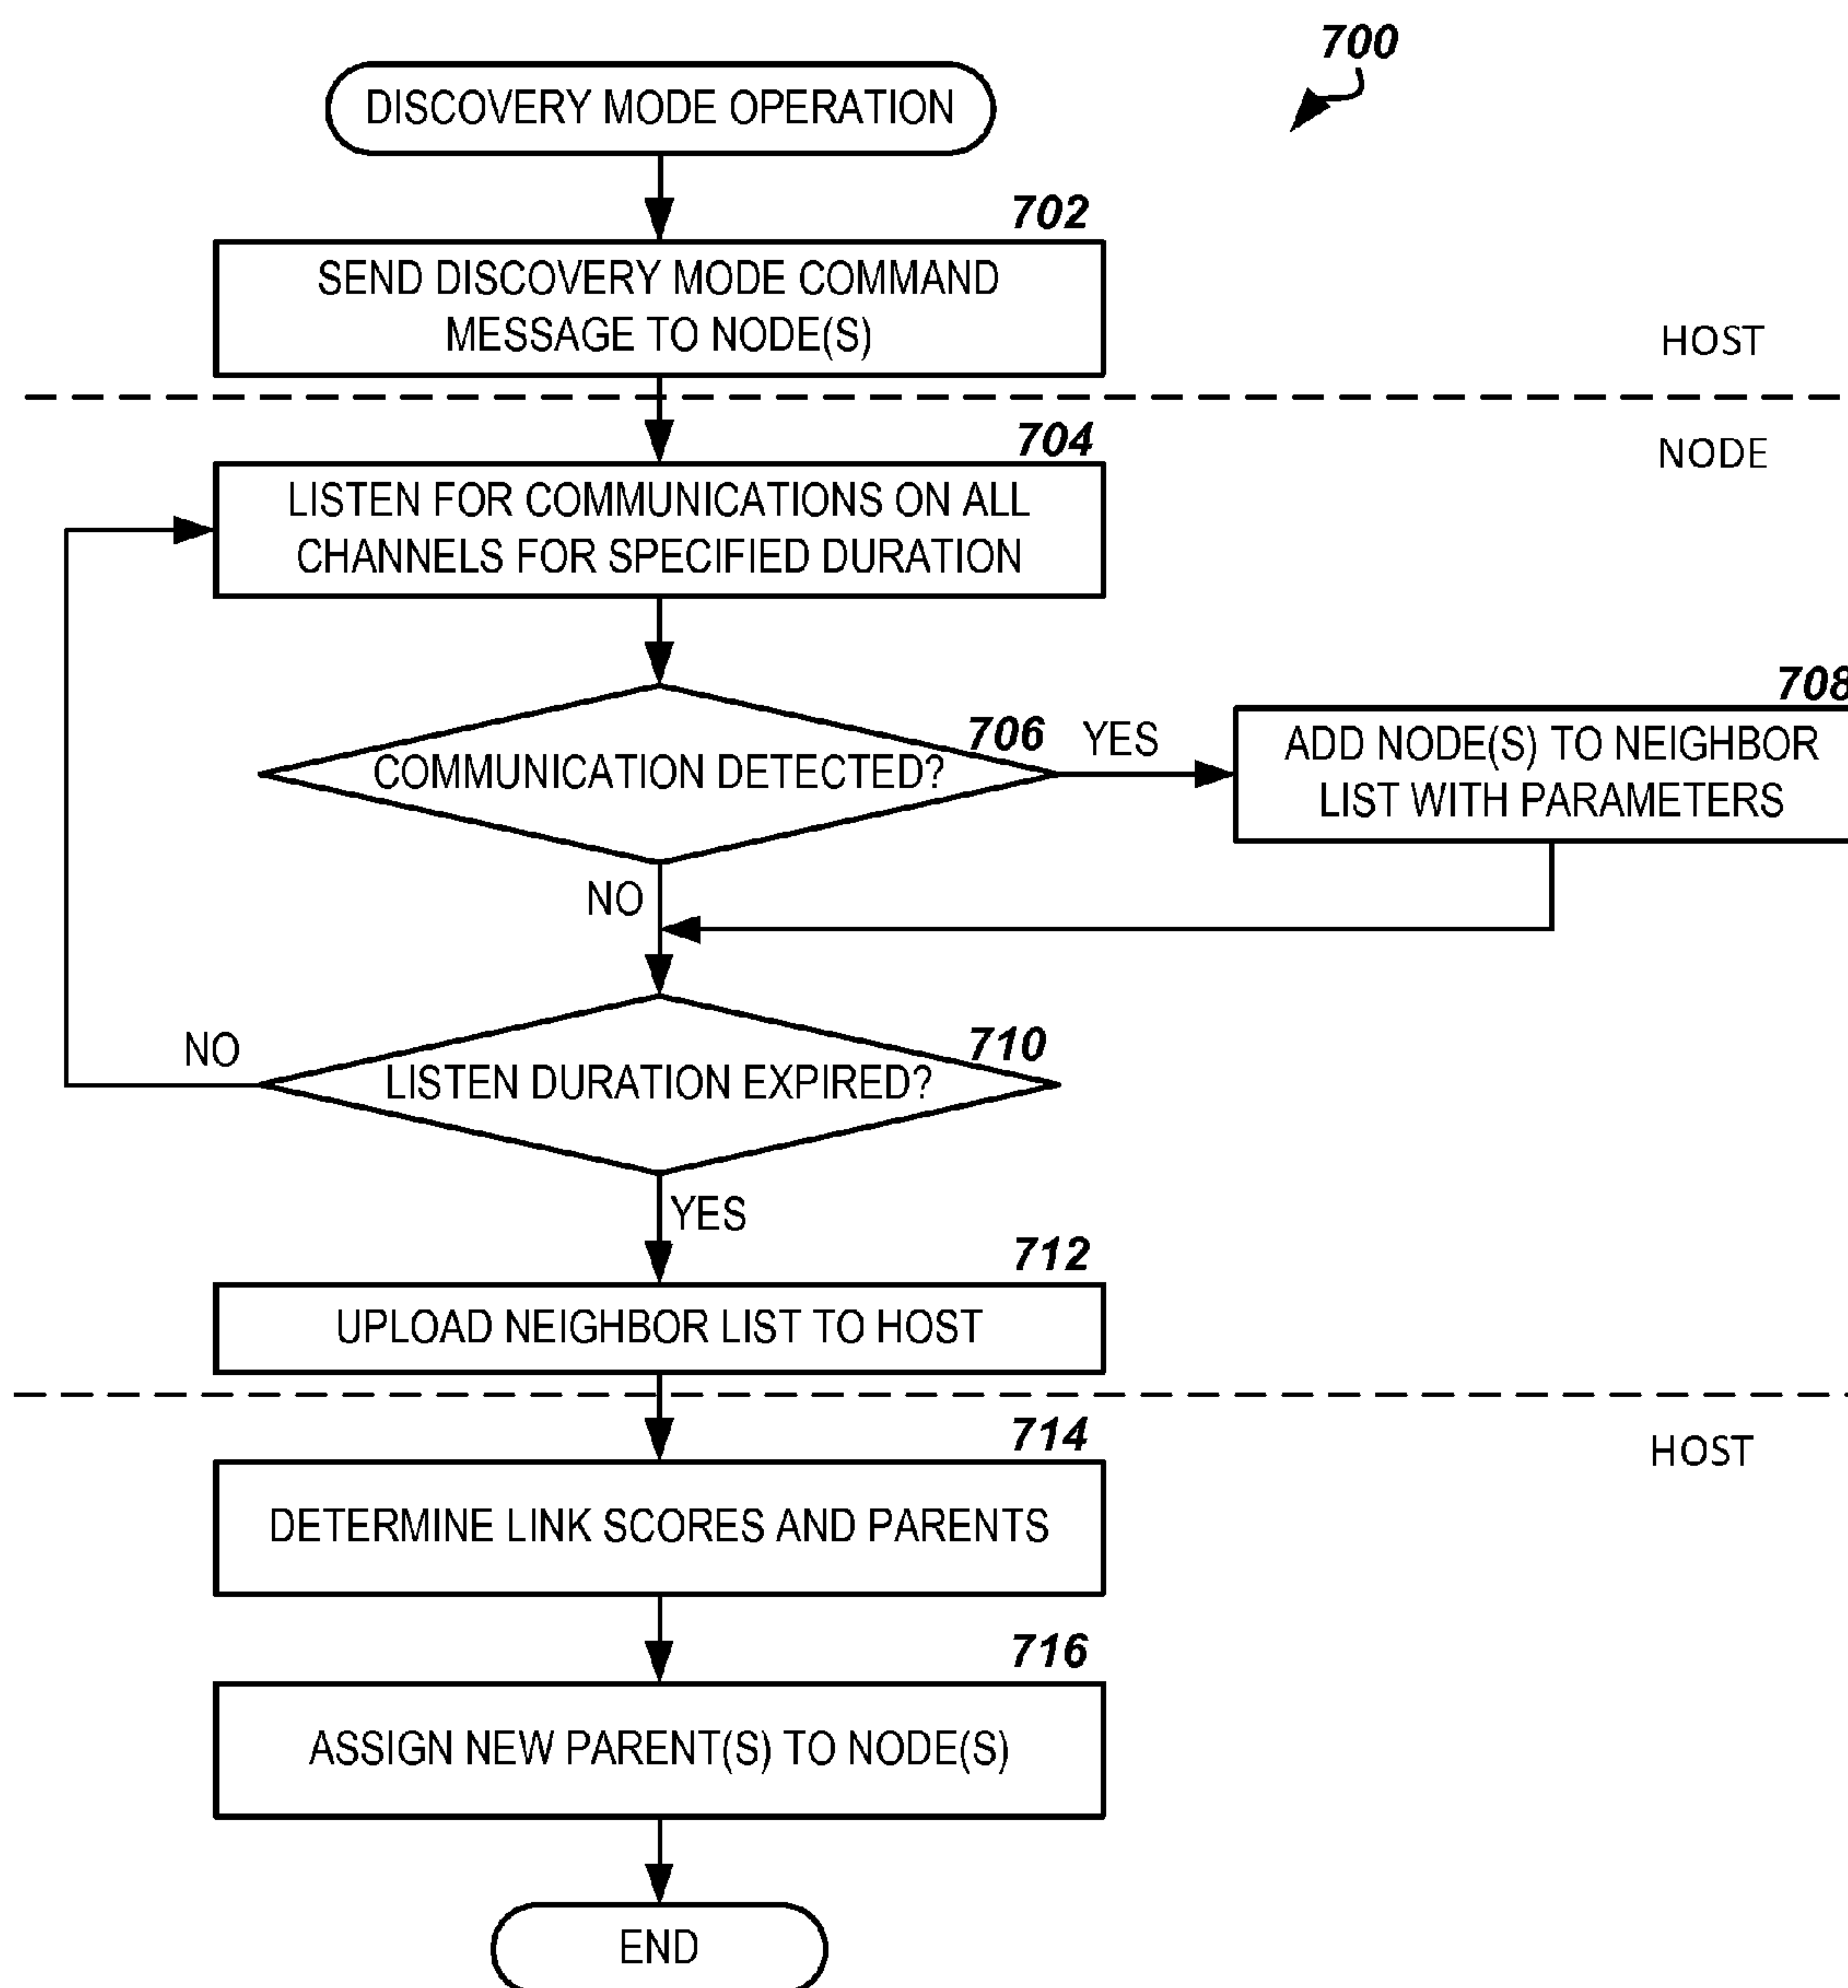 700
DISCOVERY MODE OPERATION
702
SEND DISCOVERY MODE COMMAND
MESSAGE TO NODE(S)
HOST
NODE
704
LISTEN FOR COMMUNICATIONS ON ALL
CHANNELS FOR SPECIFIED DURATION
706
COMMUNICATION DETECTED?
YES
708
ADD NODE(S) TO NEIGHBOR
LIST WITH PARAMETERS
NO
710
LISTEN DURATION EXPIRED?
NO
YES
712
UPLOAD NEIGHBOR LIST TO HOST
714
HOST
DETERMINE LINK SCORES AND PARENTS
716
ASSIGN NEW PARENT(S) TO NODE(S)
END